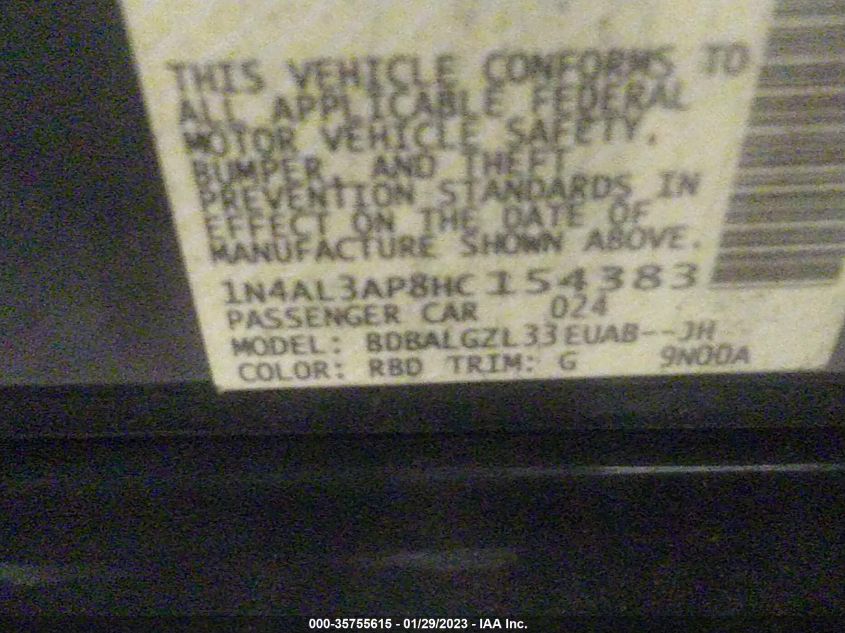 THIS VEHICLE CONFORMS TO
ALL APPLICABLE FEDERAL
MOTOR VEHICLE SAFETY,
BUMPER, AND THEFT
PREVENTION STANDARDS IN
EFFECT ON THE DATE OF
MANUFACTURE SHOWN ABOVE.
1N4AL3AP8HC154383
PASSENGER CAR 024
MODEL: BDBALGZL33EUAB--JH
COLOR: RBD TRIM: G 9N00A
000-35755615 - 01/29/2023 - IAA Inc.